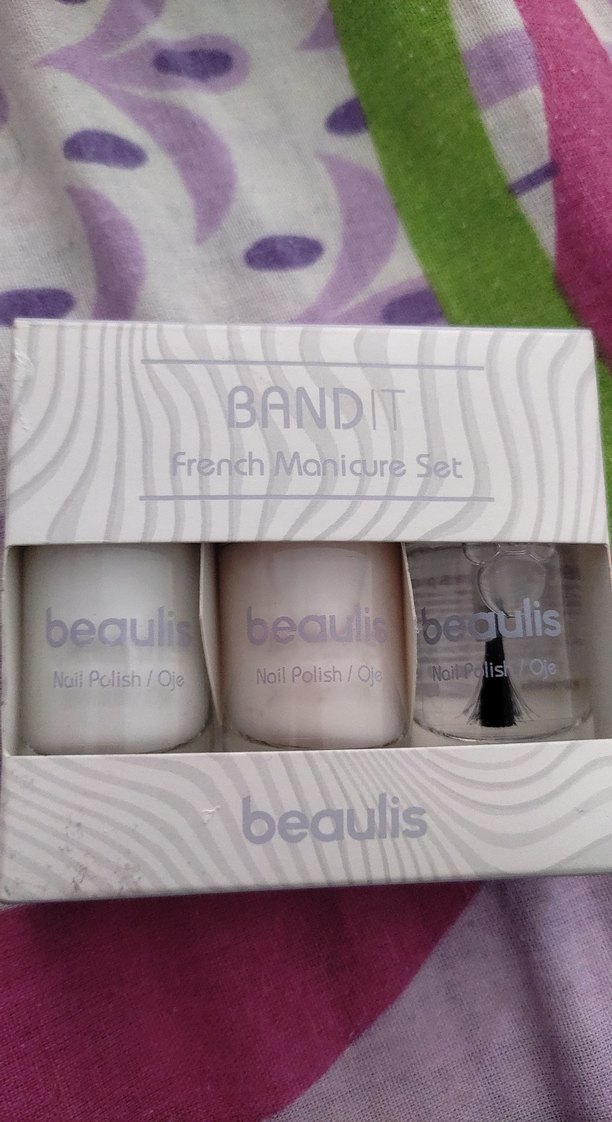 BANDIT
French Manicure Set
beaulis
Nail Polish / Oje
beaulis
Nail Polish / Oje
beaulis
Nail Polish / Oje
beaulis